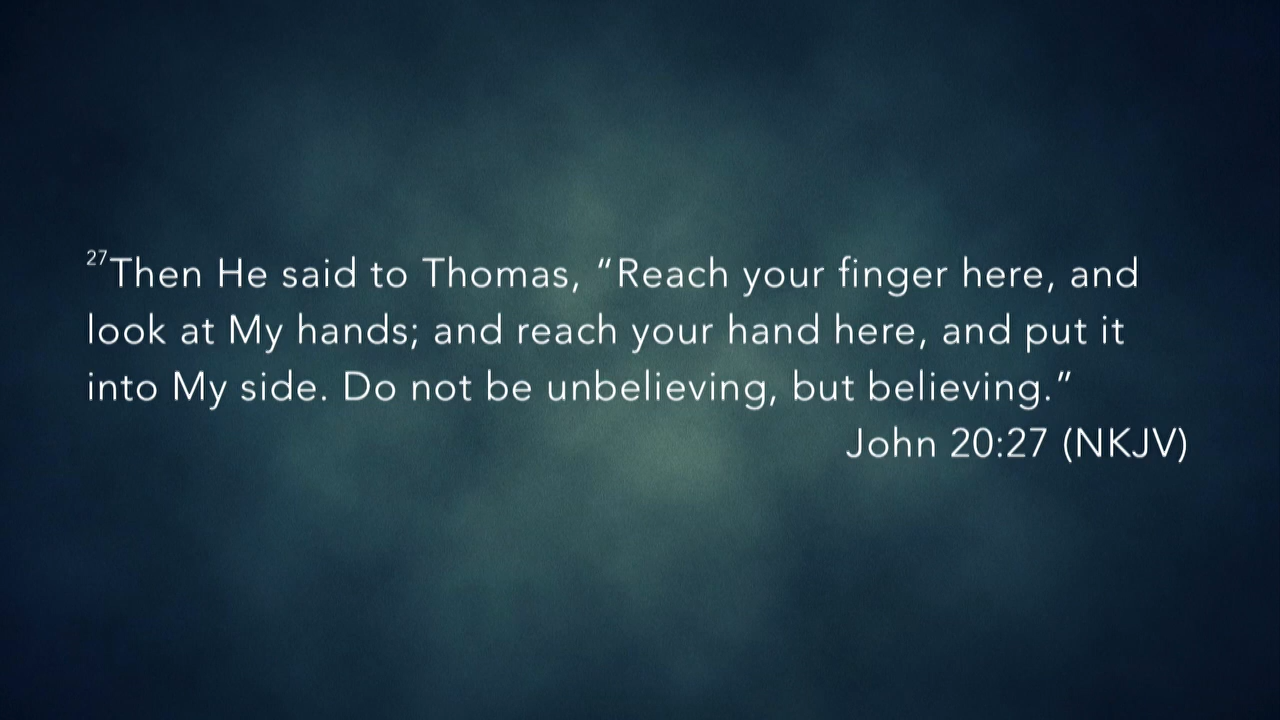 27Then He said to Thomas, “Reach your finger here, and
look at My hands; and reach your hand here, and put it
into My side. Do not be unbelieving, but believing.”
John 20:27 (NKJV)